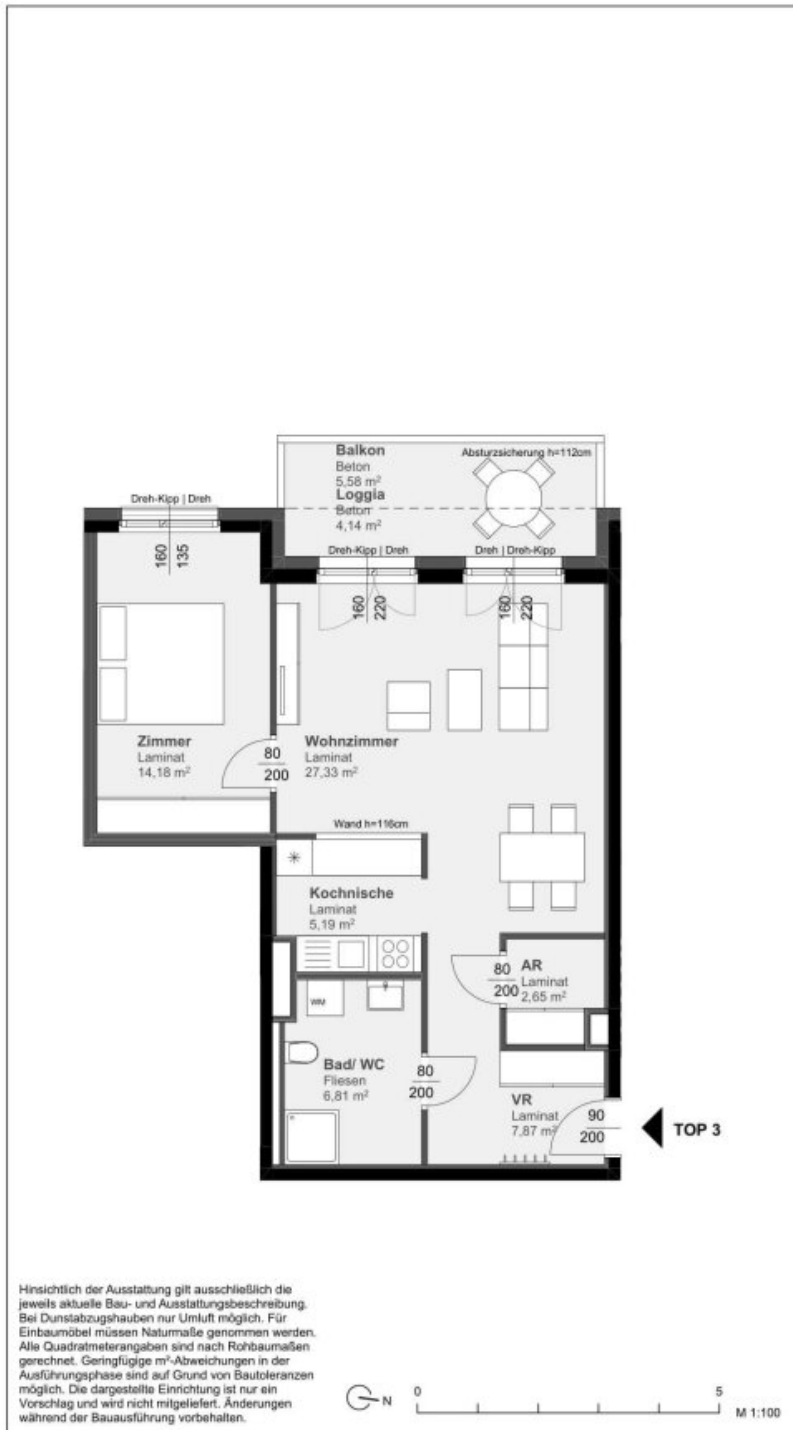 Balkon
Beton
5,58 m²
Loggia
Beton
4,14 m²
Absturzsicherung h=112cm
Dreh-Kipp | Dreh
Dreh-Kipp | Dreh
Dreh | Dreh-Kipp
160
135
160
220
160
220
Zimmer
Laminat
14,18 m²
80
200
Wohnzimmer
Laminat
27,33 m²
Wand h=116cm
Kochnische
Laminat
5,19 m²
80
200
AR
Laminat
2,65 m²
WM
Bad/ WC
Fliesen
6,81 m²
80
200
VR
Laminat
7,87 m²
90
200
TOP 3
Hinsichtlich der Ausstattung gilt ausschließlich die
jeweils aktuelle Bau- und Ausstattungsbeschreibung.
Bei Dunstabzugshauben nur Umluft möglich. Für
Einbaumöbel müssen Naturmaße genommen werden.
Alle Quadratmeterangaben sind nach Rohbaumaßen
gerechnet. Geringfügige m²-Abweichungen in der
Ausführungsphase sind auf Grund von Bautoleranzen
möglich. Die dargestellte Einrichtung ist nur ein
Vorschlag und wird nicht mitgeliefert. Änderungen
während der Bauausführung vorbehalten.
N
0
5
M 1:100